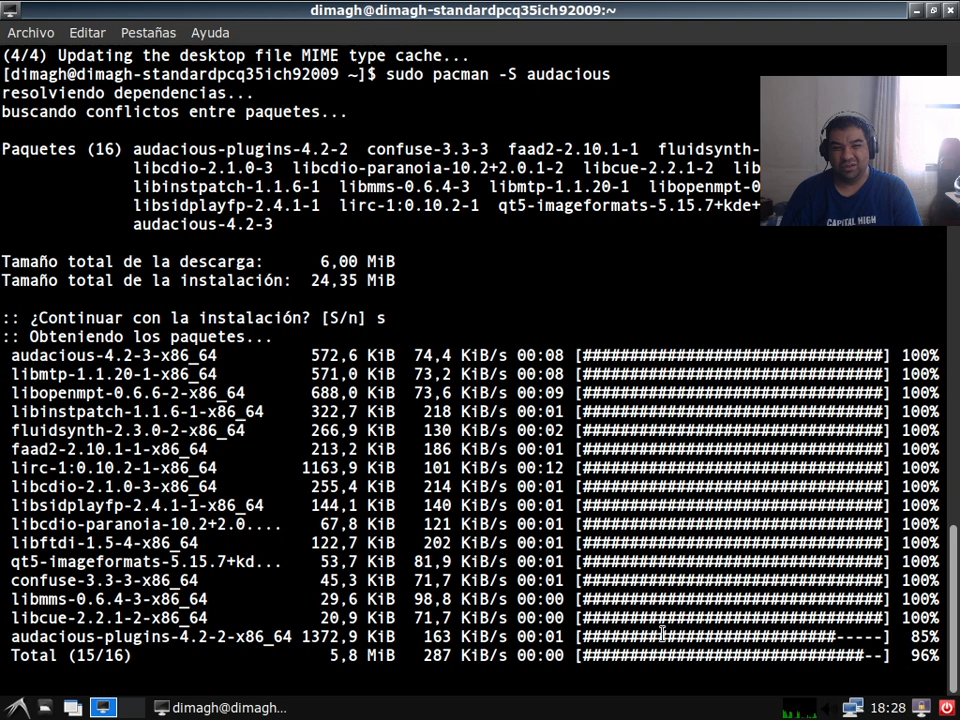 dimagh@dimagh-standardpcq35ich92009:~
Archivo Editar Pestañas Ayuda
(4/4) Updating the desktop file MIME type cache...
[dimagh@dimagh-standardpcq35ich92009 ~]$ sudo pacman -S audacious
resolviendo dependencias...
buscando conflictos entre paquetes...
Paquetes (16) audacious-plugins-4.2-2 confuse-3.3-3 faad2-2.10.1-1 fluidsynth-
libcdio-2.1.0-3 libcdio-paranoia-10.2+2.0.1-2 libcue-2.2.1-2 lib
libinstpatch-1.1.6-1 libmms-0.6.4-3 libmtp-1.1.20-1 libopenmpt-0
libsidplayfp-2.4.1-1 lirc-1:0.10.2-1 qt5-imageformats-5.15.7+kde+
audacious-4.2-3
CAPITAL HIGH
Tamaño total de la descarga: 6,00 MiB
Tamaño total de la instalación: 24,35 MiB
:: ¿Continuar con la instalación? [S/n] s
:: Obteniendo los paquetes...
audacious-4.2-3-x86_64 572,6 KiB 74,4 KiB/s 00:08 [################################] 100%
libmtp-1.1.20-1-x86_64 571,0 KiB 73,2 KiB/s 00:08 [################################] 100%
libopenmpt-0.6.6-2-x86_64 688,0 KiB 73,6 KiB/s 00:09 [################################] 100%
libinstpatch-1.1.6-1-x86_64 322,7 KiB 218 KiB/s 00:01 [################################] 100%
fluidsynth-2.3.0-2-x86_64 266,9 KiB 130 KiB/s 00:02 [################################] 100%
faad2-2.10.1-1-x86_64 213,2 KiB 186 KiB/s 00:01 [################################] 100%
lirc-1:0.10.2-1-x86_64 1163,9 KiB 101 KiB/s 00:12 [################################] 100%
libcdio-2.1.0-3-x86_64 255,4 KiB 214 KiB/s 00:01 [################################] 100%
libsidplayfp-2.4.1-1-x86_64 144,1 KiB 140 KiB/s 00:01 [################################] 100%
libcdio-paranoia-10.2+2.0.... 67,8 KiB 121 KiB/s 00:01 [################################] 100%
libftdi-1.5-4-x86_64 122,7 KiB 202 KiB/s 00:01 [################################] 100%
qt5-imageformats-5.15.7+kd... 53,7 KiB 81,9 KiB/s 00:01 [################################] 100%
confuse-3.3-3-x86_64 45,3 KiB 71,7 KiB/s 00:01 [################################] 100%
libmms-0.6.4-3-x86_64 29,6 KiB 98,8 KiB/s 00:00 [################################] 100%
libcue-2.2.1-2-x86_64 20,9 KiB 71,7 KiB/s 00:00 [################################] 100%
audacious-plugins-4.2-2-x86_64 1372,9 KiB 163 KiB/s 00:01 [###########################-----] 85%
Total (15/16) 5,8 MiB 287 KiB/s 00:00 [##############################--] 96%
dimagh@dimagh... 18:28